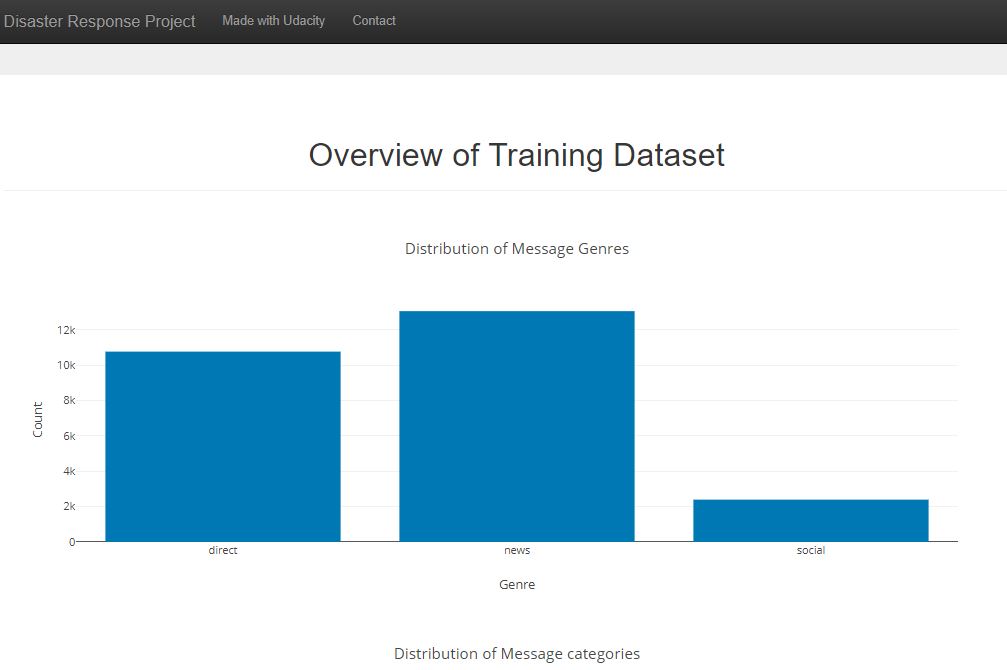 Disaster Response Project Made with Udacity Contact
Overview of Training Dataset
Distribution of Message Genres
12k
10k
8k
6k
4k
2k
0
Count
direct news social
Genre
Distribution of Message categories